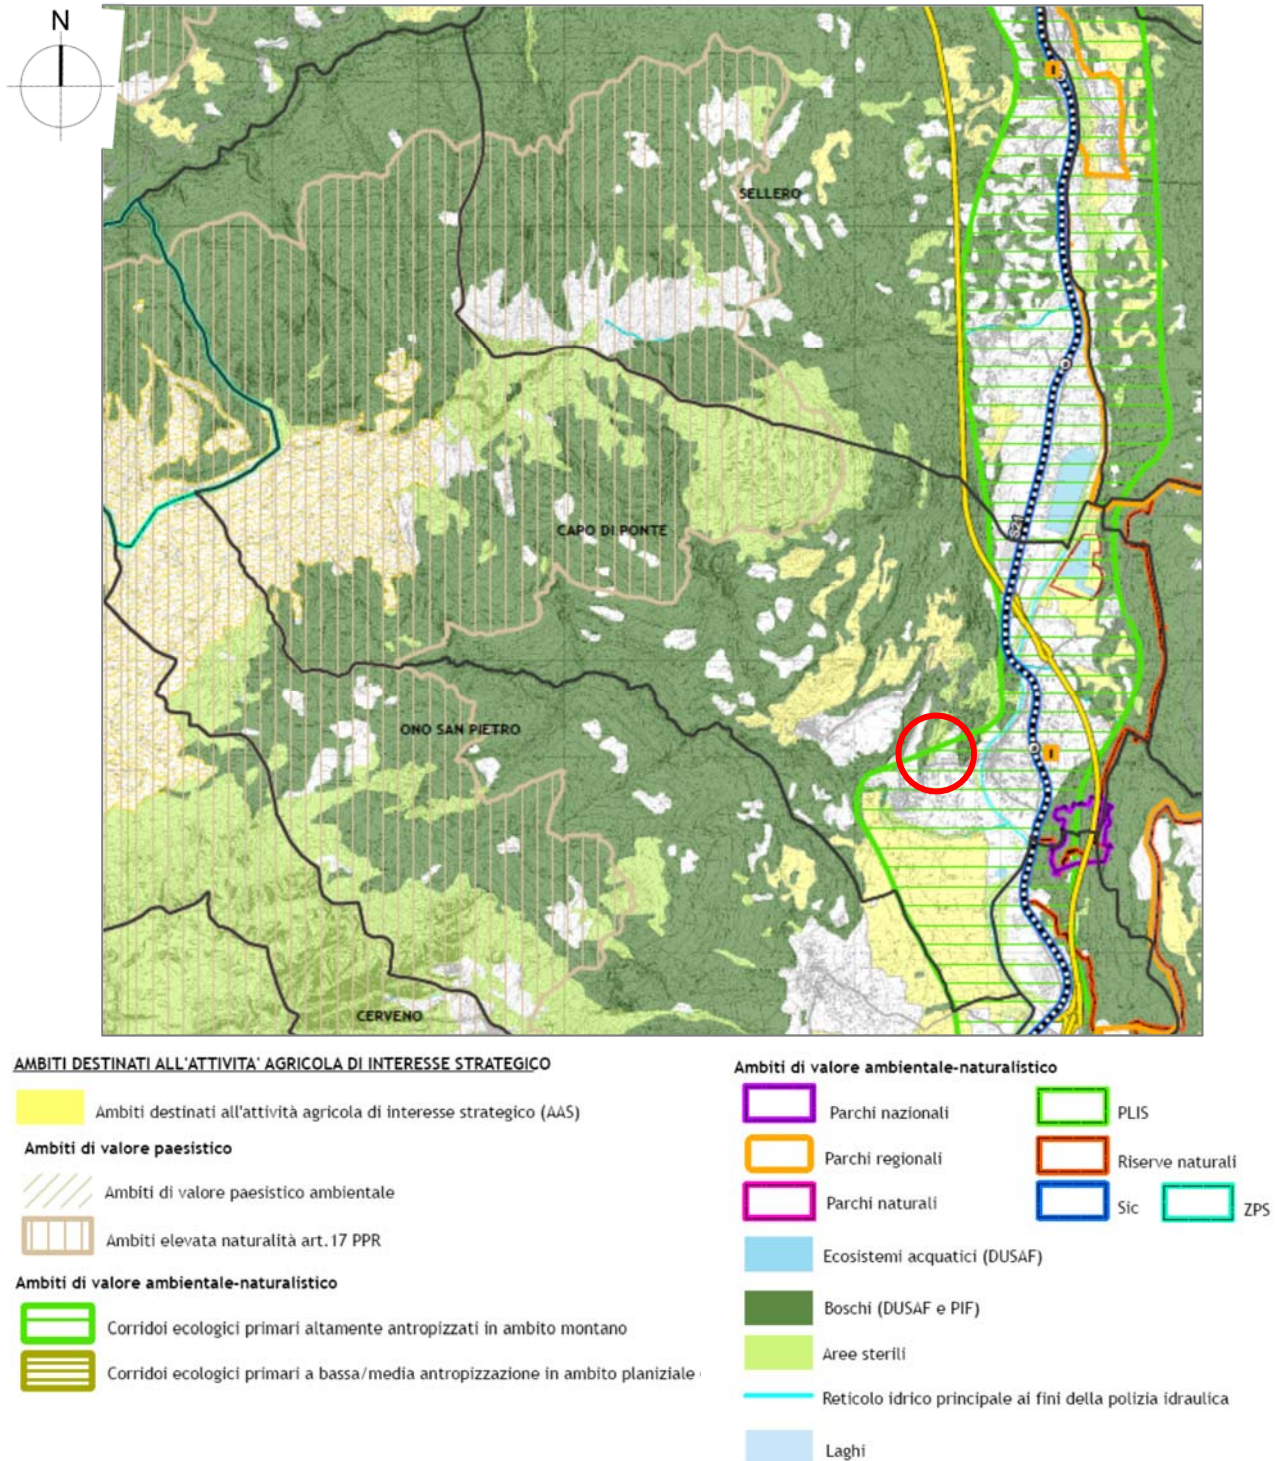 N
SELLERO
S21
CAPO DI PONTE
ONO SAN PIETRO
CERVENO
AMBITI DESTINATI ALL'ATTIVITA' AGRICOLA DI INTERESSE STRATEGICO
Ambiti destinati all'attività agricola di interesse strategico (AAS)
Ambiti di valore paesistico
Ambiti di valore paesistico ambientale
Ambiti elevata naturalità art.17 PPR
Ambiti di valore ambientale-naturalistico
Corridoi ecologici primari altamente antropizzati in ambito montano
Corridoi ecologici primari a bassa/media antropizzazione in ambito planiziale
Ambiti di valore ambientale-naturalistico
Parchi nazionali
PLIS
Parchi regionali
Riserve naturali
Parchi naturali
Sic
ZPS
Ecosistemi acquatici (DUSAF)
Boschi (DUSAF e PIF)
Aree sterili
Reticolo idrico principale ai fini della polizia idraulica
Laghi